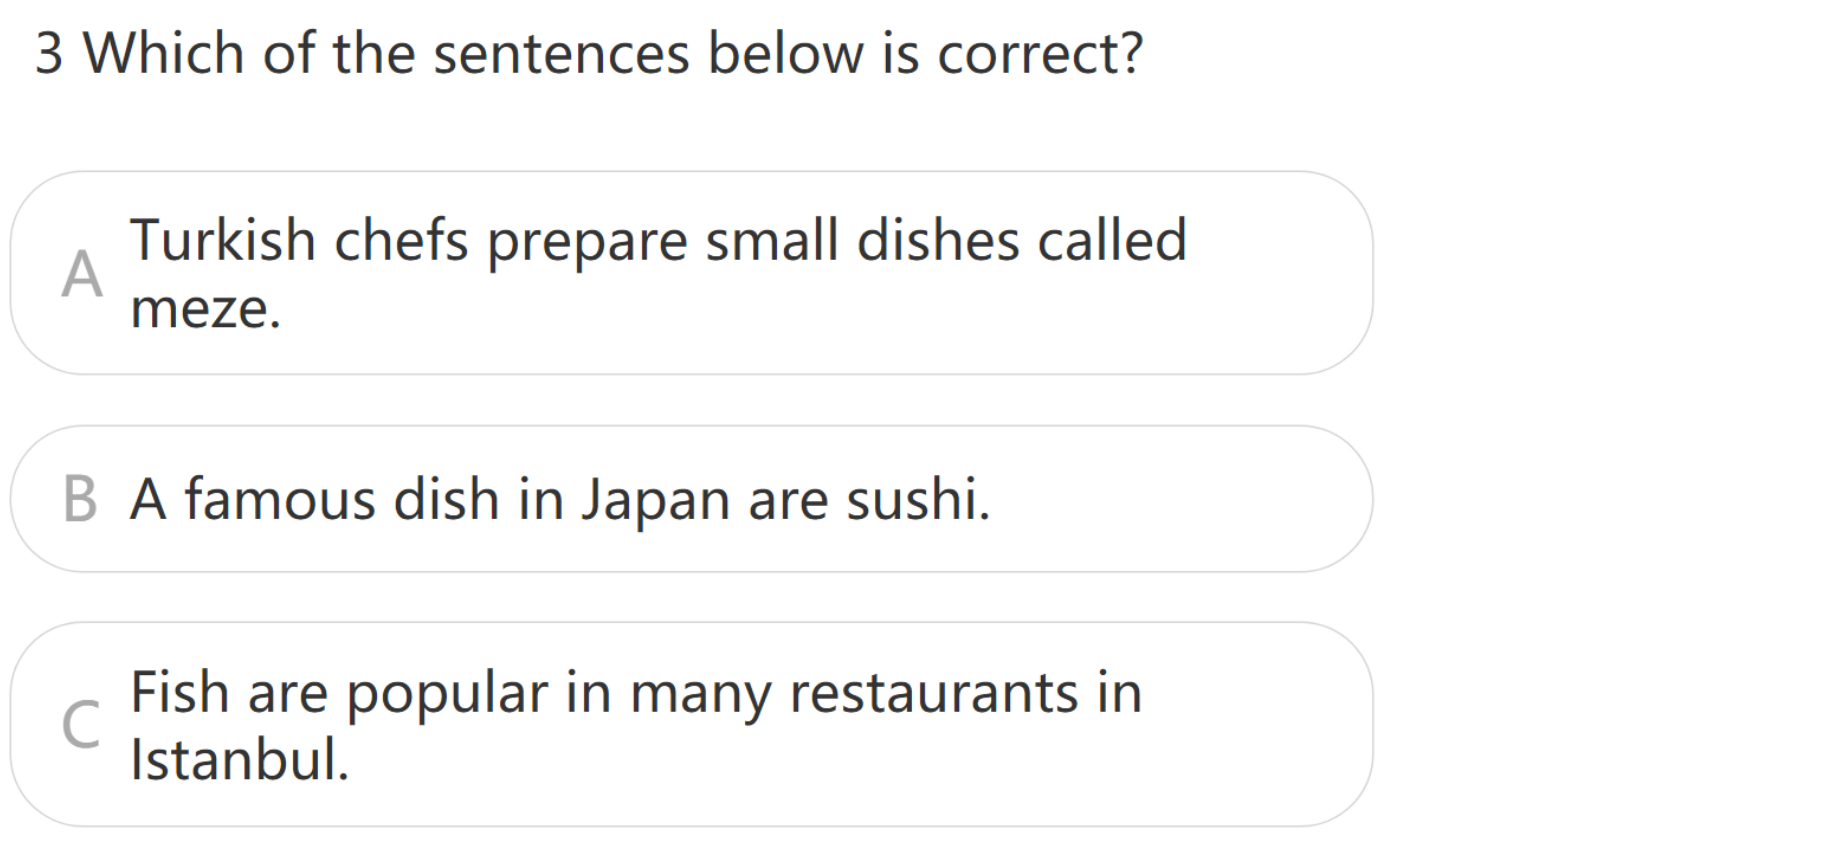 3 Which of the sentences below is correct?
A
Turkish chefs prepare small dishes called
meze.
B A famous dish in Japan are sushi.
C
Fish are popular in many restaurants in
Istanbul.